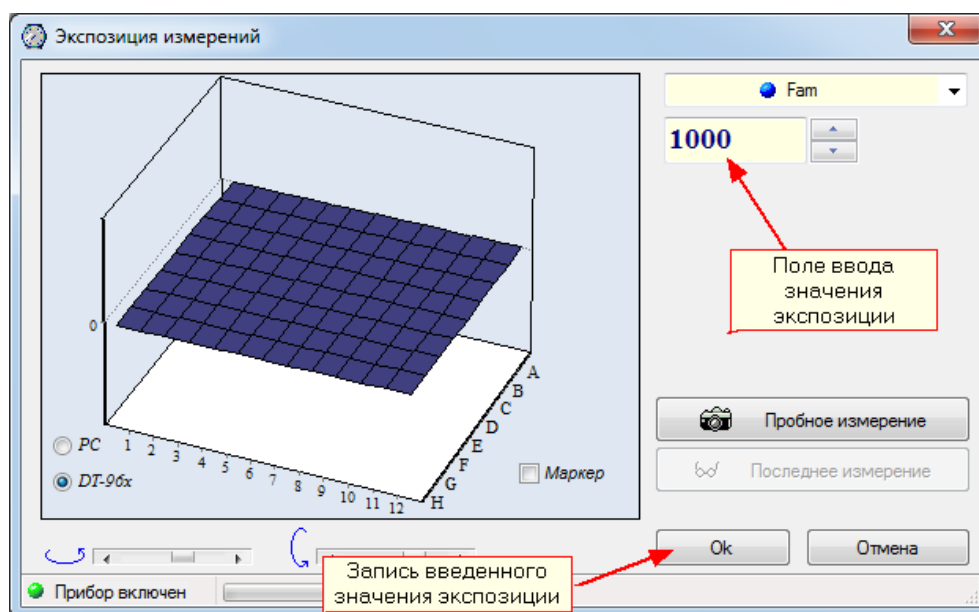 Экспозиция измерений
Fam
1000
Поле ввода
значения
экспозиции
0
A
B
C
D
E
F
G
H
1 2 3 4 5 6 7 8 9 10 11 12
PC
DT-96x
Маркер
Пробное измерение
Последнее измерение
Ok
Отмена
Запись введенного
значения экспозиции
Прибор включен